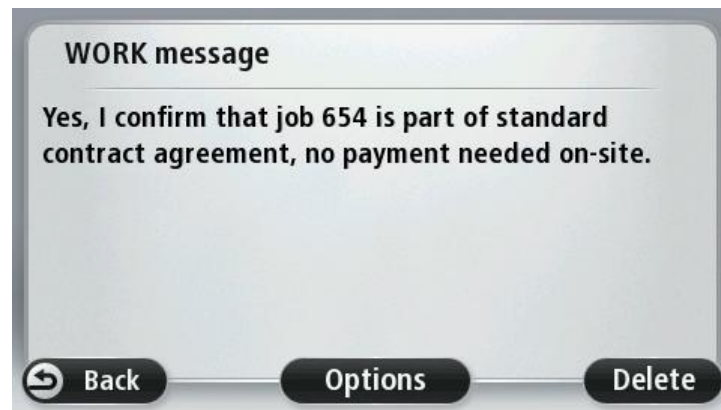 WORK message
Yes, I confirm that job 654 is part of standard
contract agreement, no payment needed on-site.
Back
Options
Delete